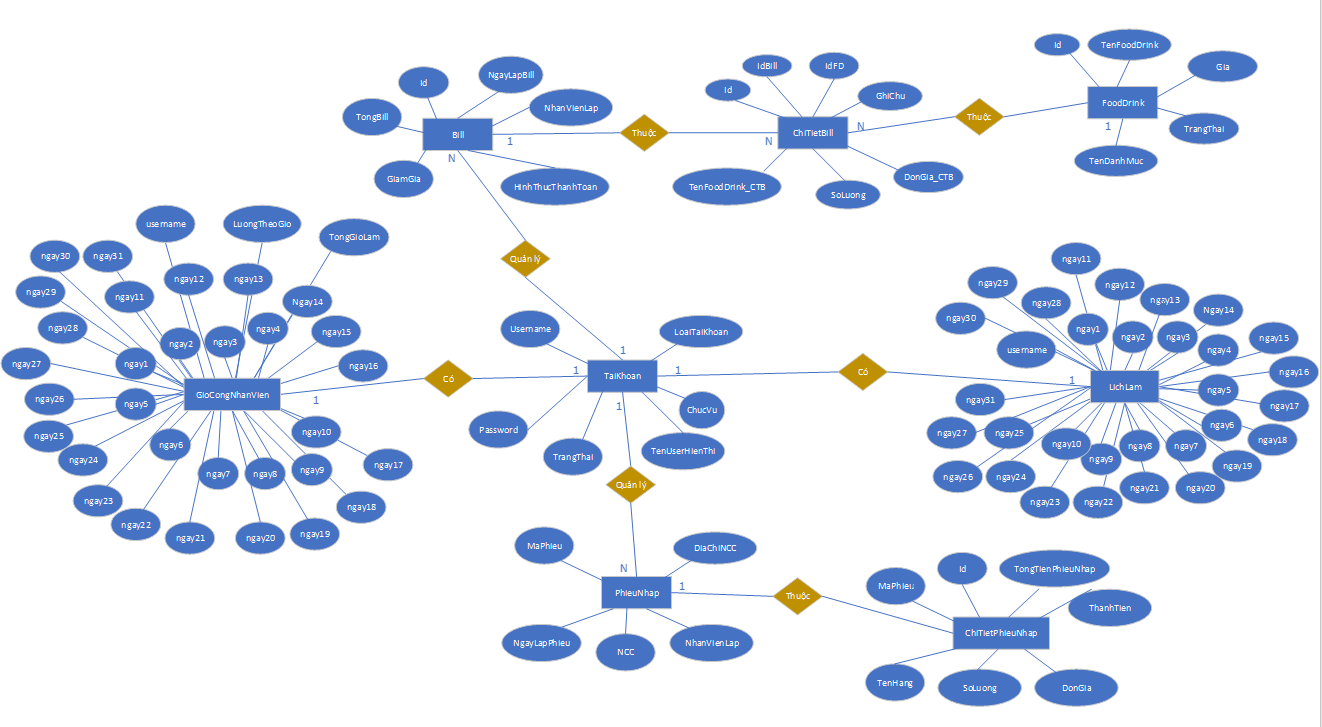 Id
TenFoodDrink
Gia
FoodDrink
TrangThai
1
TenDanhMuc
Thuộc
IdBill
IdFD
Id
GhiChu
ChiTietBill
N
N
TenFoodDrink_CTB
SoLuong
DonGia_CTB
Thuộc
Id
NgayLapBill
NhanVienLap
TongBill
Bill
1
N
GiamGia
HinhThucThanhToan
Quản lý
username
LuongTheoGio
TongGioLam
ngay30
ngay31
ngay12
ngay13
ngay29
ngay11
Ngay14
ngay28
ngay2
ngay3
ngay4
ngay15
ngay27
ngay1
ngay16
GioCongNhanVien
1
ngay26
ngay5
ngay25
ngay6
ngay10
ngay24
ngay7
ngay8
ngay9
ngay17
ngay23
ngay22
ngay21
ngay20
ngay19
ngay18
Có
Username
LoaiTaiKhoan
1
1
TaiKhoan
1
1
Password
ChucVu
TrangThai
TenUserHienThi
Có
ngay11
ngay29
ngay12
ngay28
ngay13
Ngay14
ngay30
ngay1
ngay2
ngay3
ngay15
username
ngay4
ngay16
1
LichLam
ngay5
ngay31
ngay17
ngay27
ngay25
ngay10
ngay8
ngay7
ngay6
ngay18
ngay9
ngay26
ngay24
ngay19
ngay23
ngay22
ngay21
ngay20
Quản lý
MaPhieu
DiaChiNCC
N
PhieuNhap
1
NgayLapPhieu
NCC
NhanVienLap
Thuộc
Id
TongTienPhieuNhap
MaPhieu
ThanhTien
ChiTietPhieuNhap
TenHang
SoLuong
DonGia